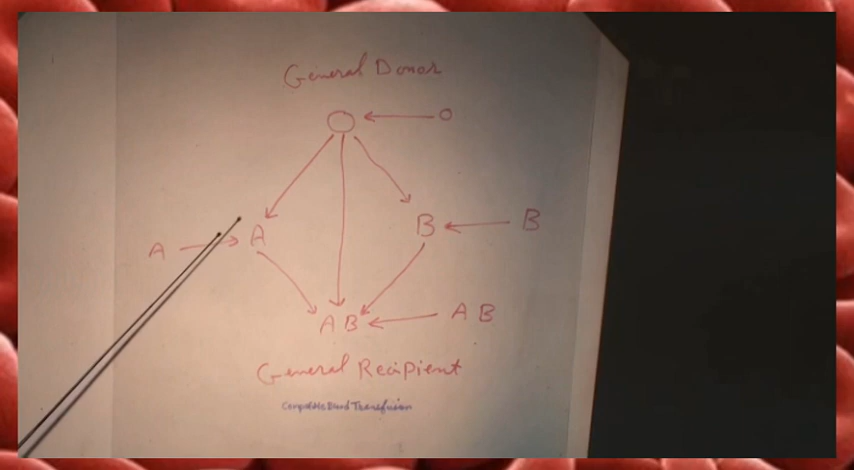 General Donor
O ← O
A → A
B ← B
AB ← AB
General Recipient
Compatible Blood Transfusion